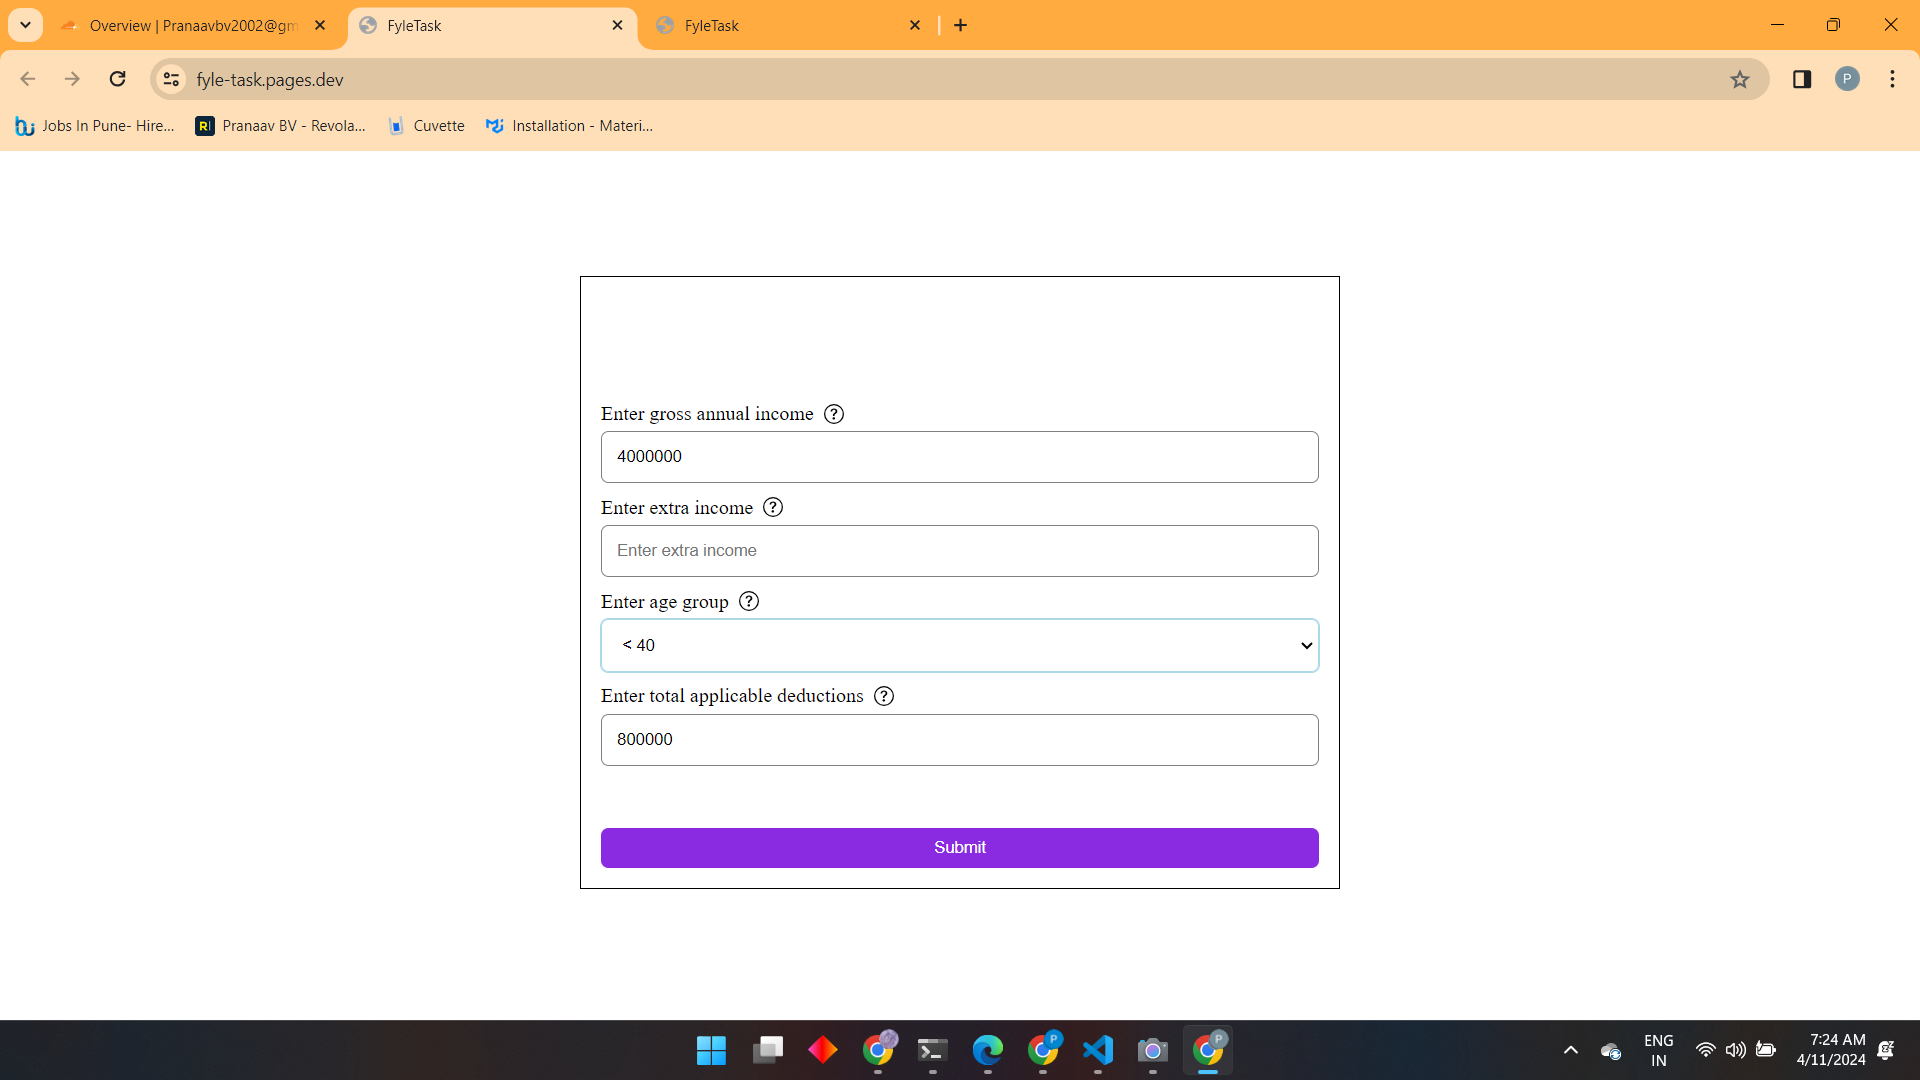 Overview | Pranaavbv2002@gm
FyleTask
FyleTask
fyle-task.pages.dev
P
Jobs In Pune- Hire...
RI Pranaav BV - Revola...
Cuvette
Installation - Materi...
Enter gross annual income ?
4000000
Enter extra income ?
Enter extra income
Enter age group ?
< 40
Enter total applicable deductions ?
800000
Submit
P
P
ENG
IN
7:24 AM
4/11/2024